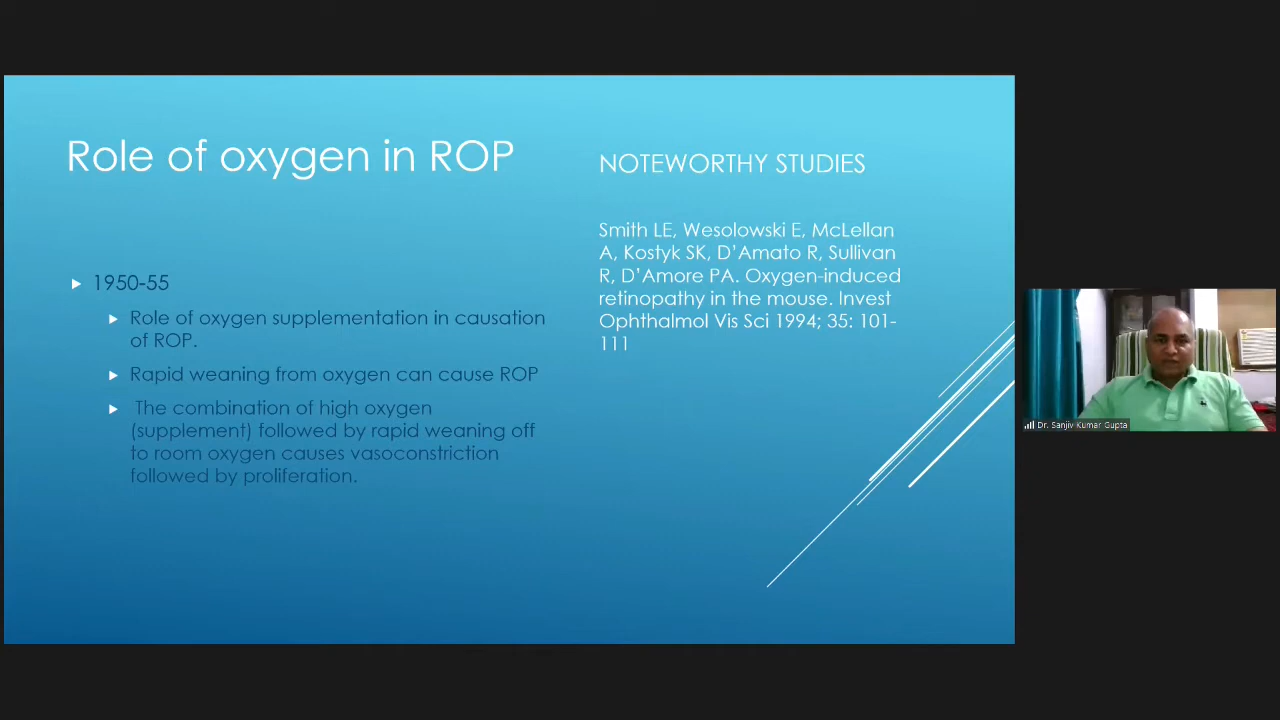 Role of oxygen in ROP
1950-55
Role of oxygen supplementation in causation
of ROP.
Rapid weaning from oxygen can cause ROP
The combination of high oxygen
(supplement) followed by rapid weaning off
to room oxygen causes vasoconstriction
followed by proliferation.
NOTEWORTHY STUDIES
Smith LE, Wesolowski E, McLellan
A, Kostyk SK, D’Amato R, Sullivan
R, D’Amore PA. Oxygen-induced
retinopathy in the mouse. Invest
Ophthalmol Vis Sci 1994; 35: 101-
111
Dr. Sanjiv Kumar Gupta